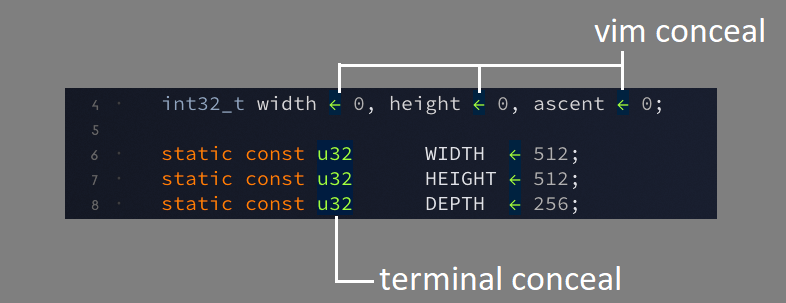 vim conceal
4 · int32_t width ← 0, height ← 0, ascent ← 0;
5
6 · static const u32 WIDTH ← 512;
7 · static const u32 HEIGHT ← 512;
8 · static const u32 DEPTH ← 256;
terminal conceal